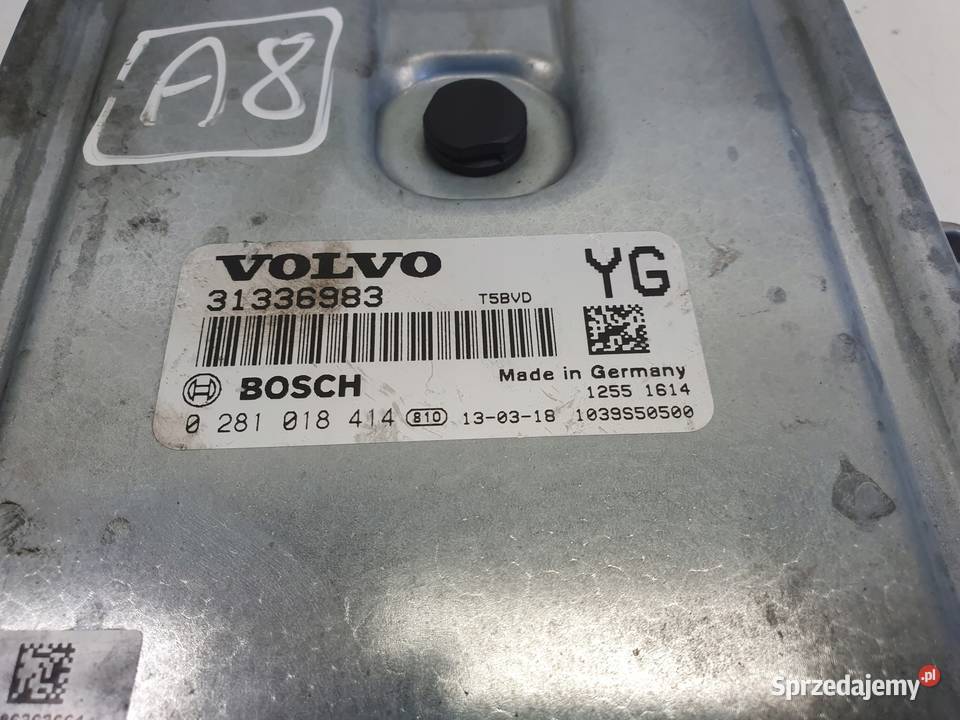 A8
VOLVO YG
31336983 T5BVD
BOSCH Made in Germany
1255 1614
0 281 018 414 810 13-03-18 1039S50500
Sprzedajemy.pl